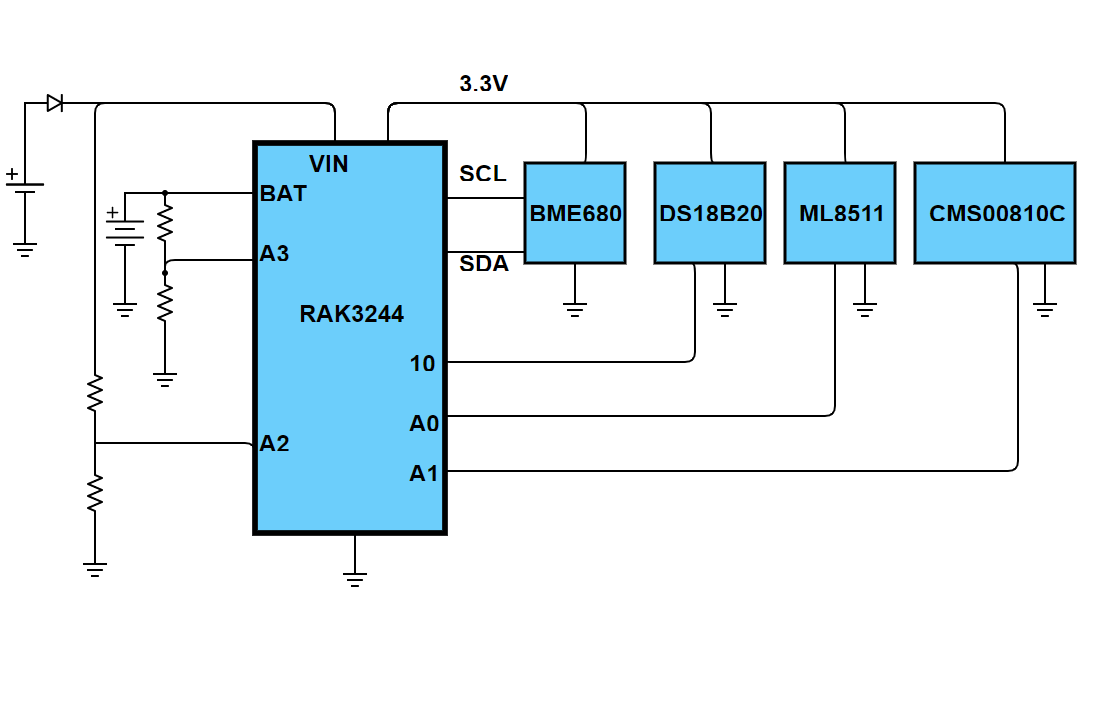 3.3V
VIN
BAT
A3
RAK3244
10
A0
A2
A1
SCL
SDA
BME680
DS18B20
ML8511
CMS00810C
+
+